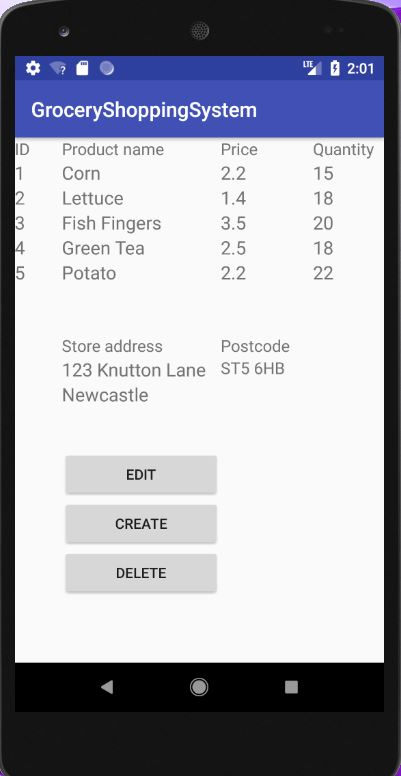 LTE 2:01
GroceryShoppingSystem
ID Product name Price Quantity
1 Corn 2.2 15
2 Lettuce 1.4 18
3 Fish Fingers 3.5 20
4 Green Tea 2.5 18
5 Potato 2.2 22
Store address Postcode
123 Knutton Lane ST5 6HB
Newcastle
EDIT
CREATE
DELETE